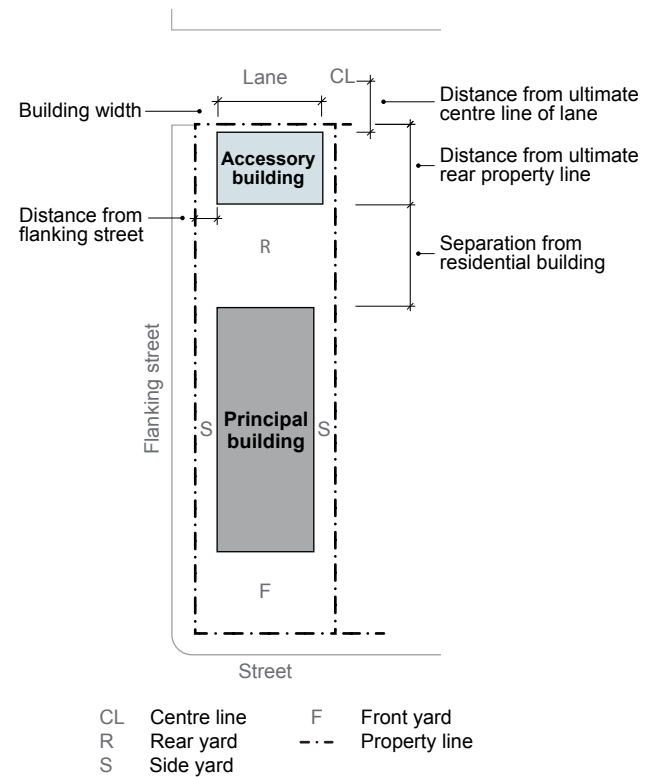 Lane
CL
Building width
Distance from ultimate
centre line of lane
Accessory
building
Distance from ultimate
rear property line
Distance from
flanking street
R
Separation from
residential building
Flanking street
S
Principal
building
S
F
Street
CL Centre line F Front yard
R Rear yard Property line
S Side yard